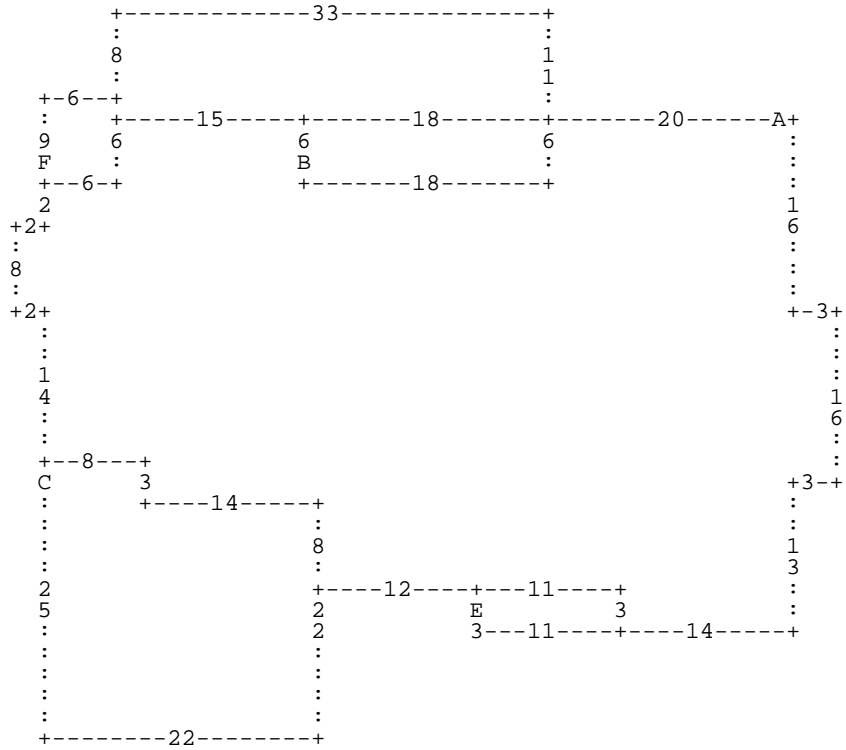 +---------------------------33-----------------------------+
              :                                                          :
              8                                                          1
              :                                                          1
    +--6---+                                                          :
    :         +-----15------+-------18--------+--------20-------A+
    9         6             6                 6                  :
    F         :             B                 :                  :
    +--6--+                 +-------18--------+                  :
    2                                                            1
+2+                                                              6
:                                                                :
8                                                                :
:                                                                :
+2+                                                              +-3+
    :                                                               :
    :                                                               :
    1                                                               :
    4                                                               1
    :                                                               6
    :                                                               :
    +--8---+                                                        :
    C      3                                                     +3-+
    :      +----14------+                                        :
    :                   :                                        :
    :                   8                                        1
    :                   :                                        3
    2                   +----12-----+---11----+                  :
    5                   2           E         3                  :
    :                   2           3---11----+----14-----+
    :                   :
    :                   :
    :                   :
    :                   :
    +--------22--------+